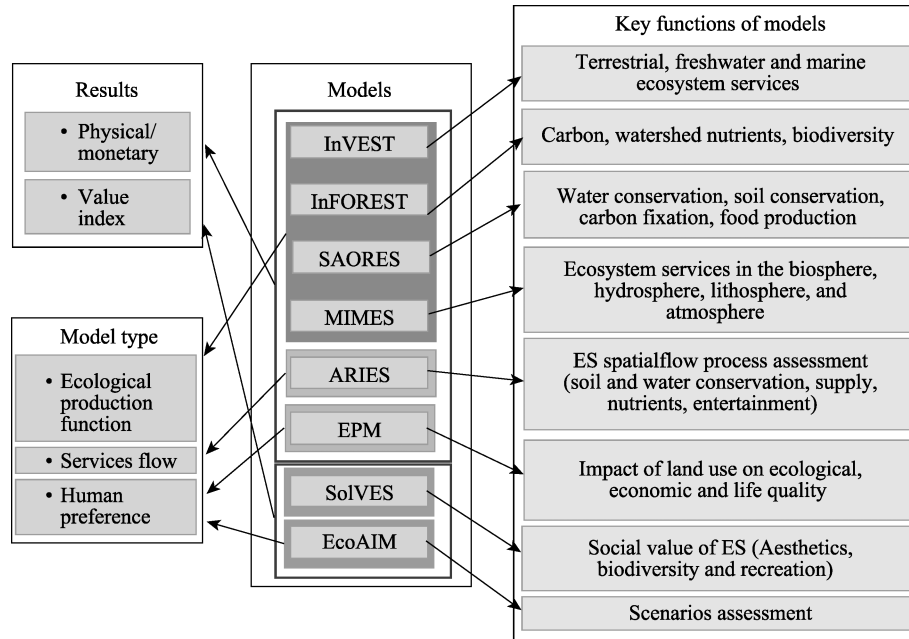 Results
• Physical/
monetary
• Value
index
Model type
• Ecological
production
function
• Services flow
• Human
preference
Models
InVEST
InFOREST
SAORES
MIMES
ARIES
EPM
SolVES
EcoAIM
Key functions of models
Terrestrial, freshwater and marine
ecosystem services
Carbon, watershed nutrients, biodiversity
Water conservation, soil conservation,
carbon fixation, food production
Ecosystem services in the biosphere,
hydrosphere, lithosphere, and
atmosphere
ES spatialflow process assessment
(soil and water conservation, supply,
nutrients, entertainment)
Impact of land use on ecological,
economic and life quality
Social value of ES (Aesthetics,
biodiversity and recreation)
Scenarios assessment